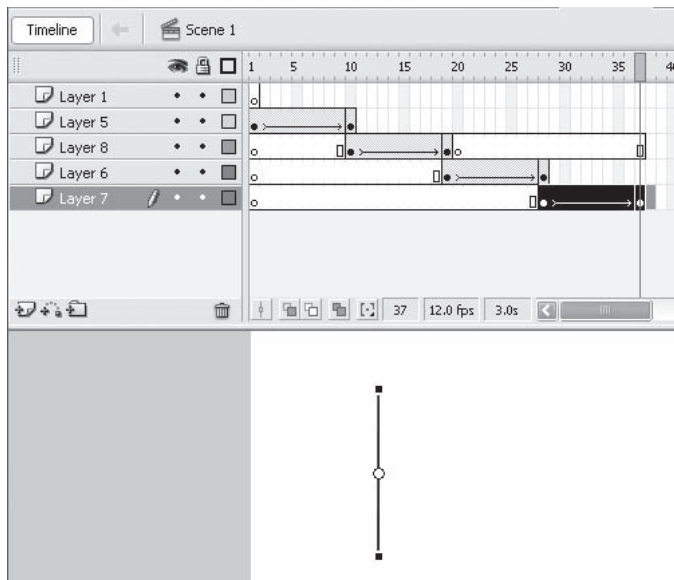 Timeline Scene 1
1 5 10 15 20 25 30 35 40
Layer 1
Layer 5
Layer 8
Layer 6
Layer 7
37 12.0 fps 3.0s